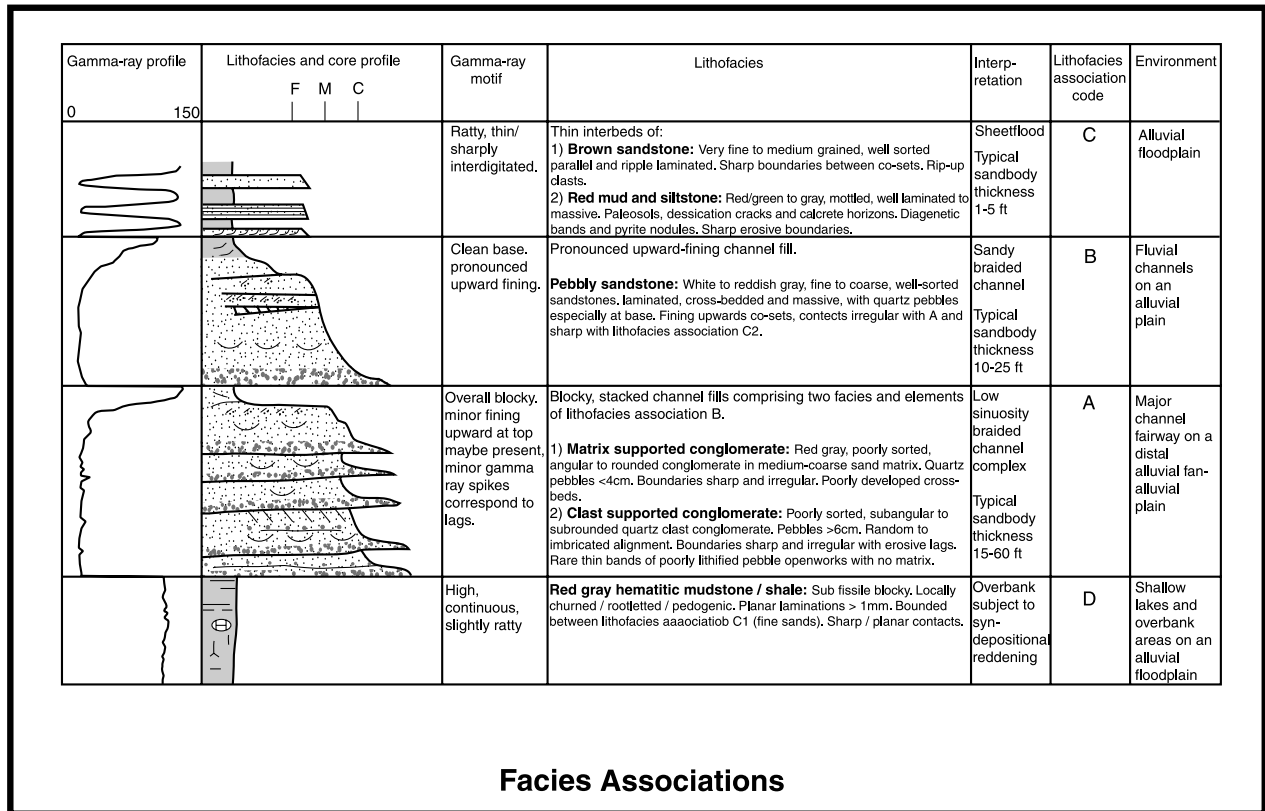 Gamma-ray profile
0 150
Lithofacies and core profile
F M C
Gamma-ray
motif
Lithofacies
Interp-
retation
Lithofacies
association
code
Environment
Ratty, thin/
sharply
interdigitated.
Thin interbeds of:
1) Brown sandstone: Very fine to medium grained, well sorted
parallel and ripple laminated. Sharp boundaries between co-sets. Rip-up
clasts.
2) Red mud and siltstone: Red/green to gray, mottled, well laminated to
massive. Paleosols, dessication cracks and calcrete horizons. Diagenetic
bands and pyrite nodules. Sharp erosive boundaries.
Sheetflood
Typical
sandbody
thickness
1-5 ft
C
Alluvial
floodplain
Clean base.
pronounced
upward fining.
Pronounced upward-fining channel fill.
Pebbly sandstone: White to reddish gray, fine to coarse, well-sorted
sandstones. laminated, cross-bedded and massive, with quartz pebbles
especially at base. Fining upwards co-sets, contacts irregular with A and
sharp with lithofacies association C2.
Sandy
braided
channel
Typical
sandbody
thickness
10-25 ft
B
Fluvial
channels
on an
alluvial
plain
Overall blocky.
minor fining
upward at top
maybe present,
minor gamma
ray spikes
correspond to
lags.
Blocky, stacked channel fills comprising two facies and elements
of lithofacies association B.
1) Matrix supported conglomerate: Red gray, poorly sorted,
angular to rounded conglomerate in medium-coarse sand matrix. Quartz
pebbles <4cm. Boundaries sharp and irregular. Poorly developed cross-
beds.
2) Clast supported conglomerate: Poorly sorted, subangular to
subrounded quartz clast conglomerate. Pebbles >6cm. Random to
imbricated alignment. Boundaries sharp and irregular with erosive lags.
Rare thin bands of poorly lithified pebble openworks with no matrix.
Low
sinuosity
braided
channel
complex
Typical
sandbody
thickness
15-60 ft
A
Major
channel
fairway on a
distal
alluvial fan-
alluvial
plain
High,
continuous,
slightly ratty
Red gray hematitic mudstone / shale: Sub fissile blocky. Locally
churned / rootletted / pedogenic. Planar laminations > 1mm. Bounded
between lithofacies aaaociatiob C1 (fine sands). Sharp / planar contacts.
Overbank
subject to
syn-
depositional
reddening
D
Shallow
lakes and
overbank
areas on an
alluvial
floodplain
Facies Associations